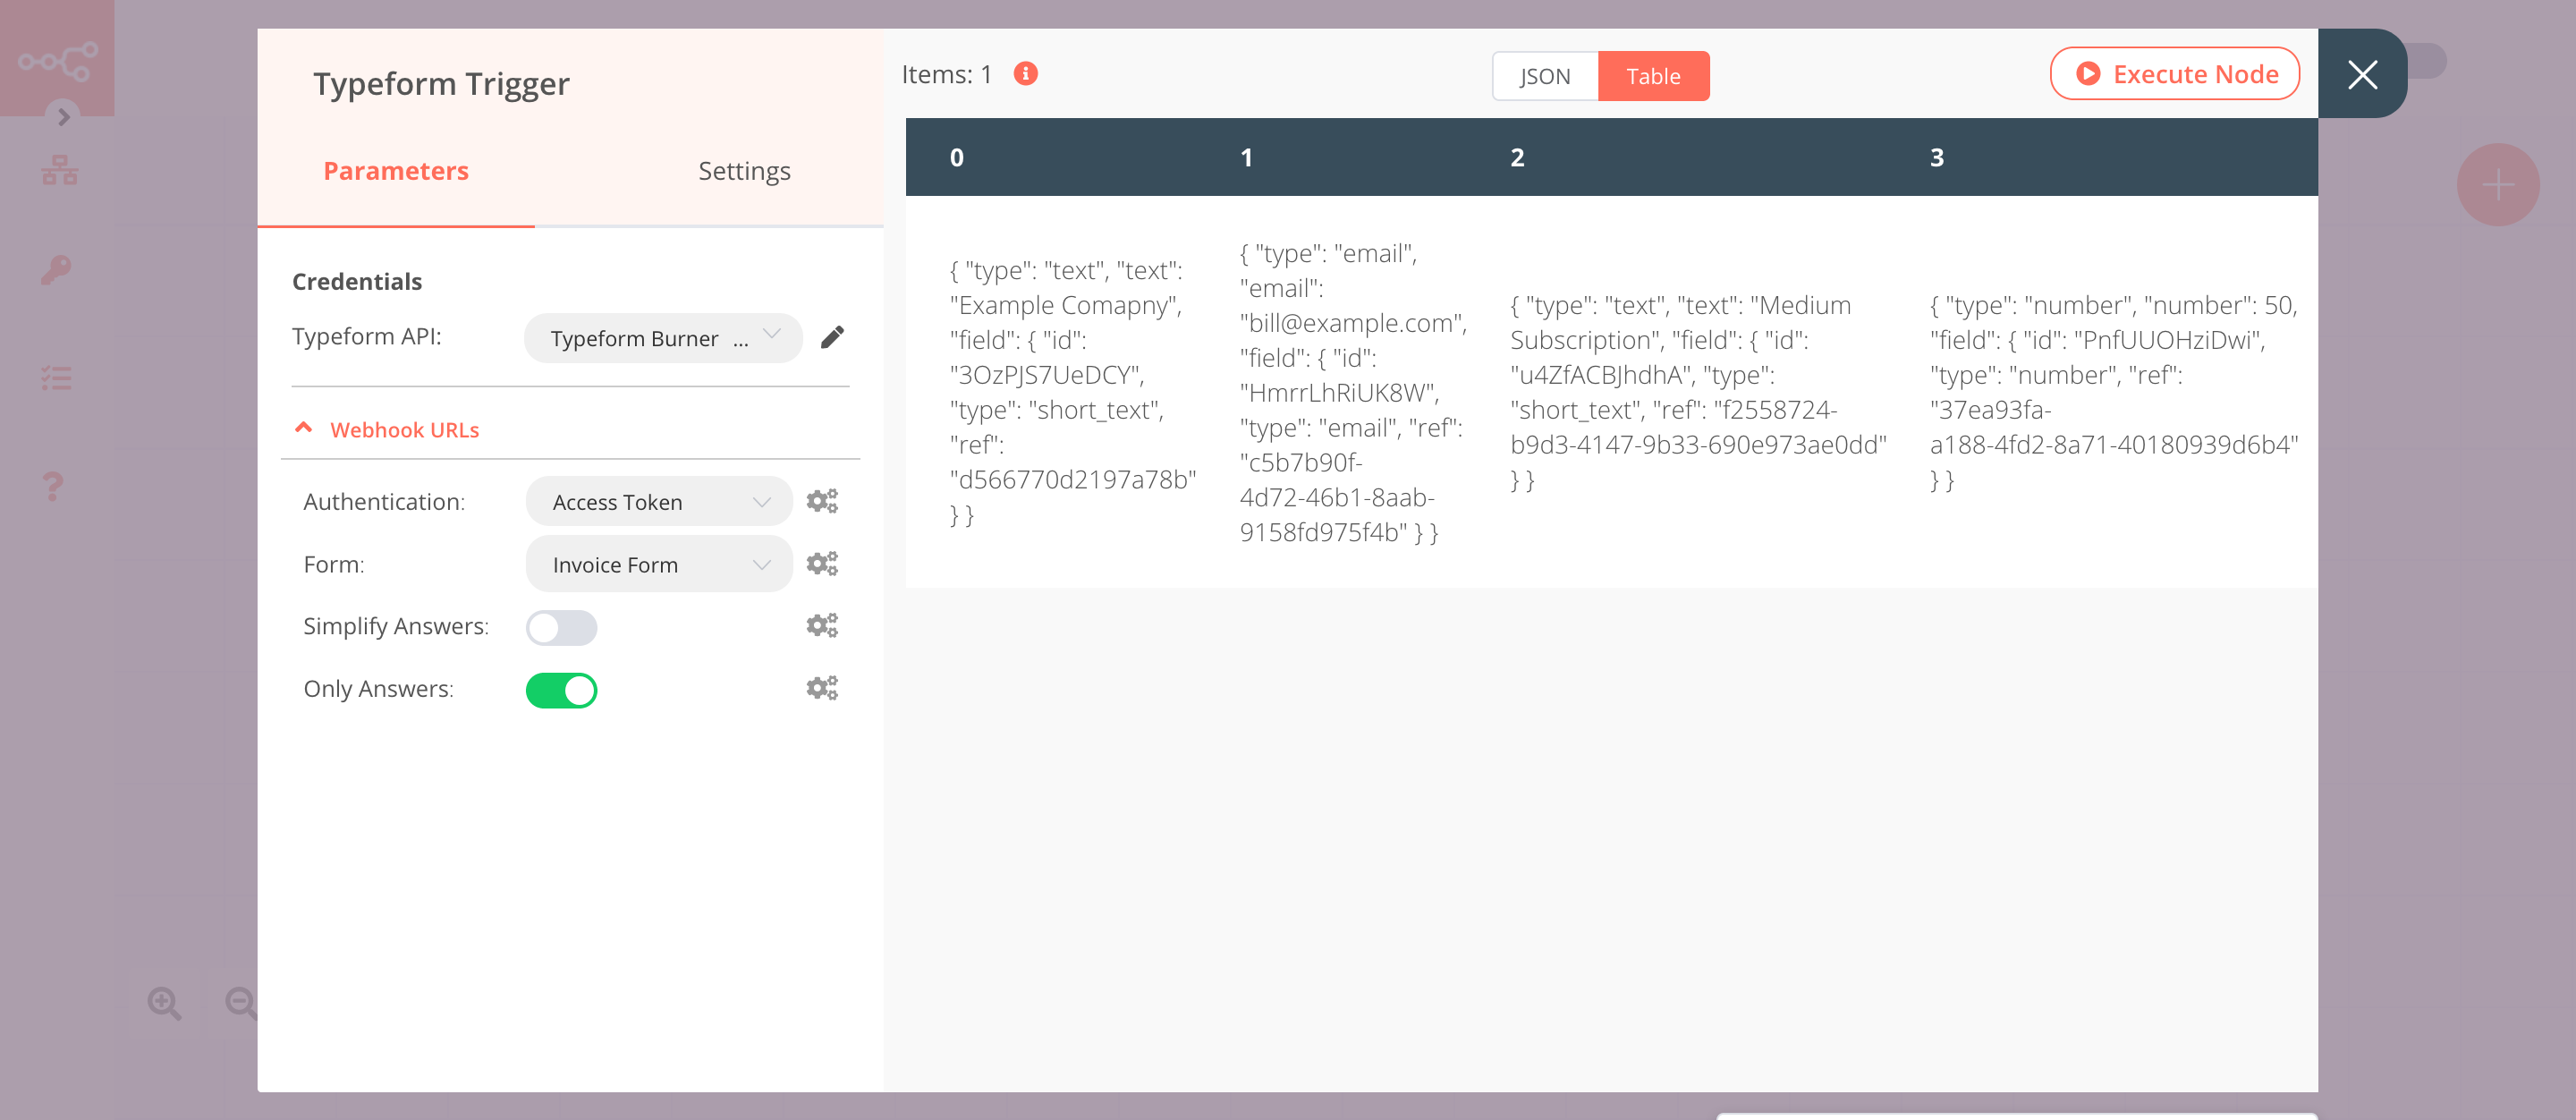 Typeform Trigger
Parameters
Settings
Credentials
Typeform API:
Typeform Burner ...
Webhook URLs
Authentication:
Access Token
Form:
Invoice Form
Simplify Answers:
Only Answers:
Items: 1
JSON
Table
Execute Node
0
1
2
3
{ "type": "text", "text":
"Example Comapny",
"field": { "id":
"3OzPJS7UeDCY",
"type": "short_text",
"ref":
"d566770d2197a78b"
} }
{ "type": "email",
"email":
"bill@example.com",
"field": { "id":
"HmrrLhRiUK8W",
"type": "email", "ref":
"c5b7b90f-
4d72-46b1-8aab-
9158fd975f4b" } }
{ "type": "text", "text": "Medium
Subscription", "field": { "id":
"u4ZfACBJhdhA", "type":
"short_text", "ref": "f2558724-
b9d3-4147-9b33-690e973ae0dd"
} }
{ "type": "number", "number": 50,
"field": { "id": "PnfUUOHziDwi",
"type": "number", "ref":
"37ea93fa-
a188-4fd2-8a71-40180939d6b4"
} }